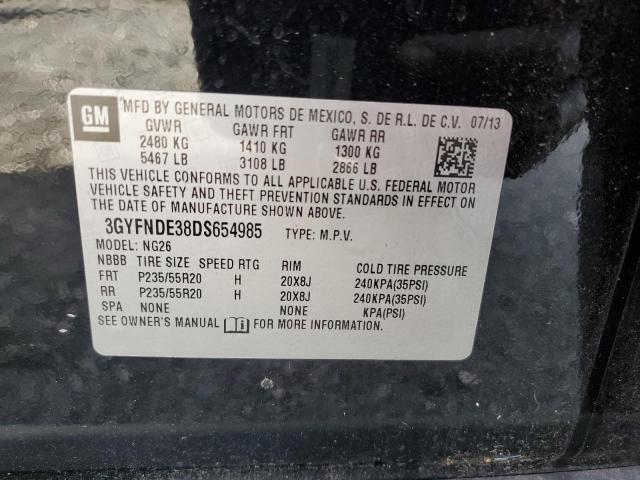 GM
MFD BY GENERAL MOTORS DE MEXICO, S. DE R.L. DE C.V. 07/13
GVWR GAWR FRT GAWR RR
2480 KG 1410 KG 1300 KG
5467 LB 3108 LB 2866 LB
THIS VEHICLE CONFORMS TO ALL APPLICABLE U.S. FEDERAL MOTOR
VEHICLE SAFETY AND THEFT PREVENTION STANDARDS IN EFFECT ON
THE DATE OF MANUFACTURE SHOWN ABOVE.
3GYFNDE38DS654985 TYPE: M.P.V.
MODEL: NG26
NBBB TIRE SIZE SPEED RTG RIM COLD TIRE PRESSURE
FRT P235/55R20 H 20X8J 240KPA(35PSI)
RR P235/55R20 H 20X8J 240KPA(35PSI)
SPA NONE NONE KPA(PSI)
SEE OWNER'S MANUAL FOR MORE INFORMATION.